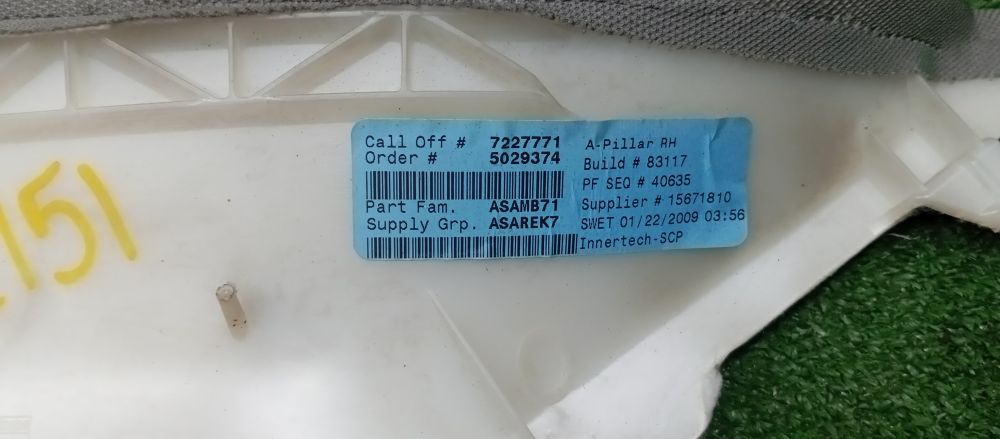 Call Off # 7227771
Order # 5029374
Part Fam. ASAMB71
Supply Grp. ASAREK7
A-Pillar RH
Build # 83117
PF SEQ # 40635
Supplier # 15671810
SWET 01/22/2009 03:56
Innertech-SCP
151